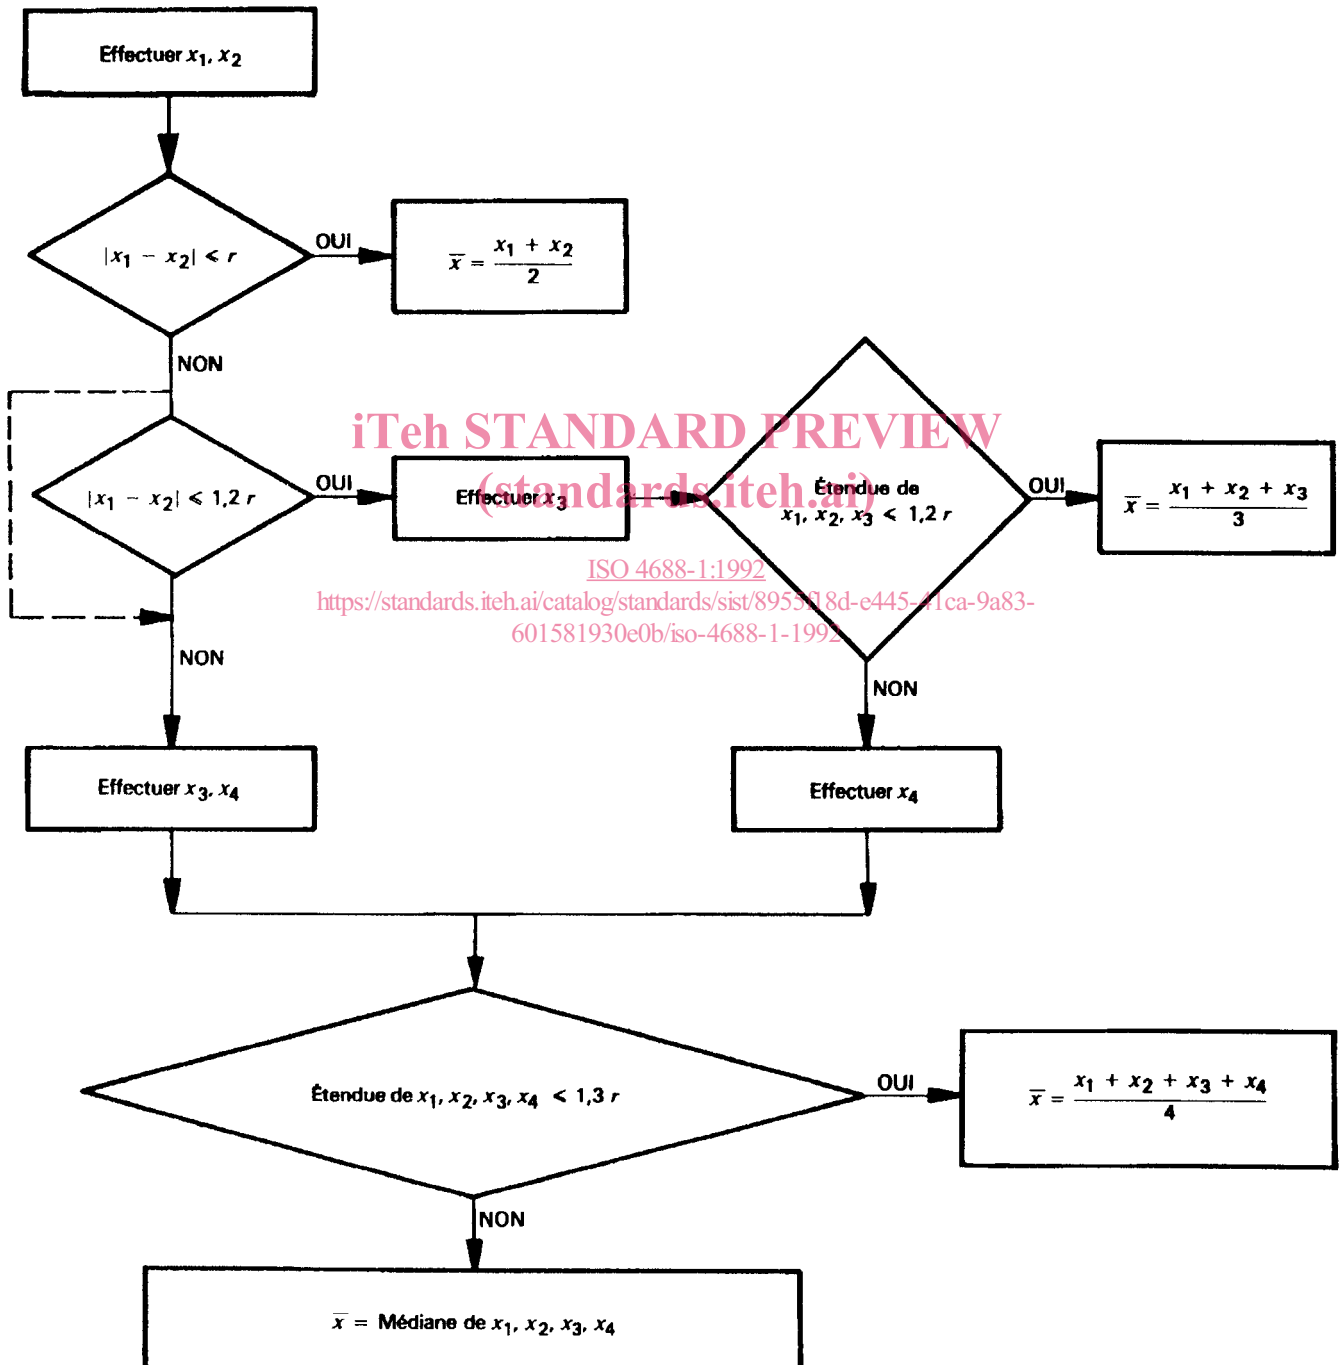 Effectuer x1, x2
|x1 − x2| ⩽ r
OUI
x̅ = (x1 + x2) / 2
NON
|x1 − x2| ⩽ 1,2 r
OUI
Effectuer x3
Étendue de
x1, x2, x3 ⩽ 1,2 r
OUI
x̅ = (x1 + x2 + x3) / 3
iTeh STANDARD PREVIEW
(standards.iteh.ai)
ISO 4688-1:1992
https://standards.iteh.ai/catalog/standards/sist/8955f18d-e445-41ca-9a83-
601581930e0b/iso-4688-1-1992
NON
NON
Effectuer x3, x4
Effectuer x4
Étendue de x1, x2, x3, x4 ⩽ 1,3 r
OUI
x̅ = (x1 + x2 + x3 + x4) / 4
NON
x̅ = Médiane de x1, x2, x3, x4